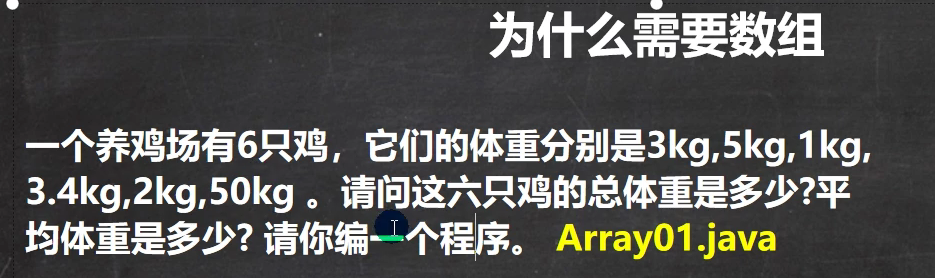 为什么需要数组
一个养鸡场有6只鸡，它们的体重分别是3kg,5kg,1kg,
3.4kg,2kg,50kg 。请问这六只鸡的总体重是多少?平
均体重是多少? 请你编一个程序。 Array01.java